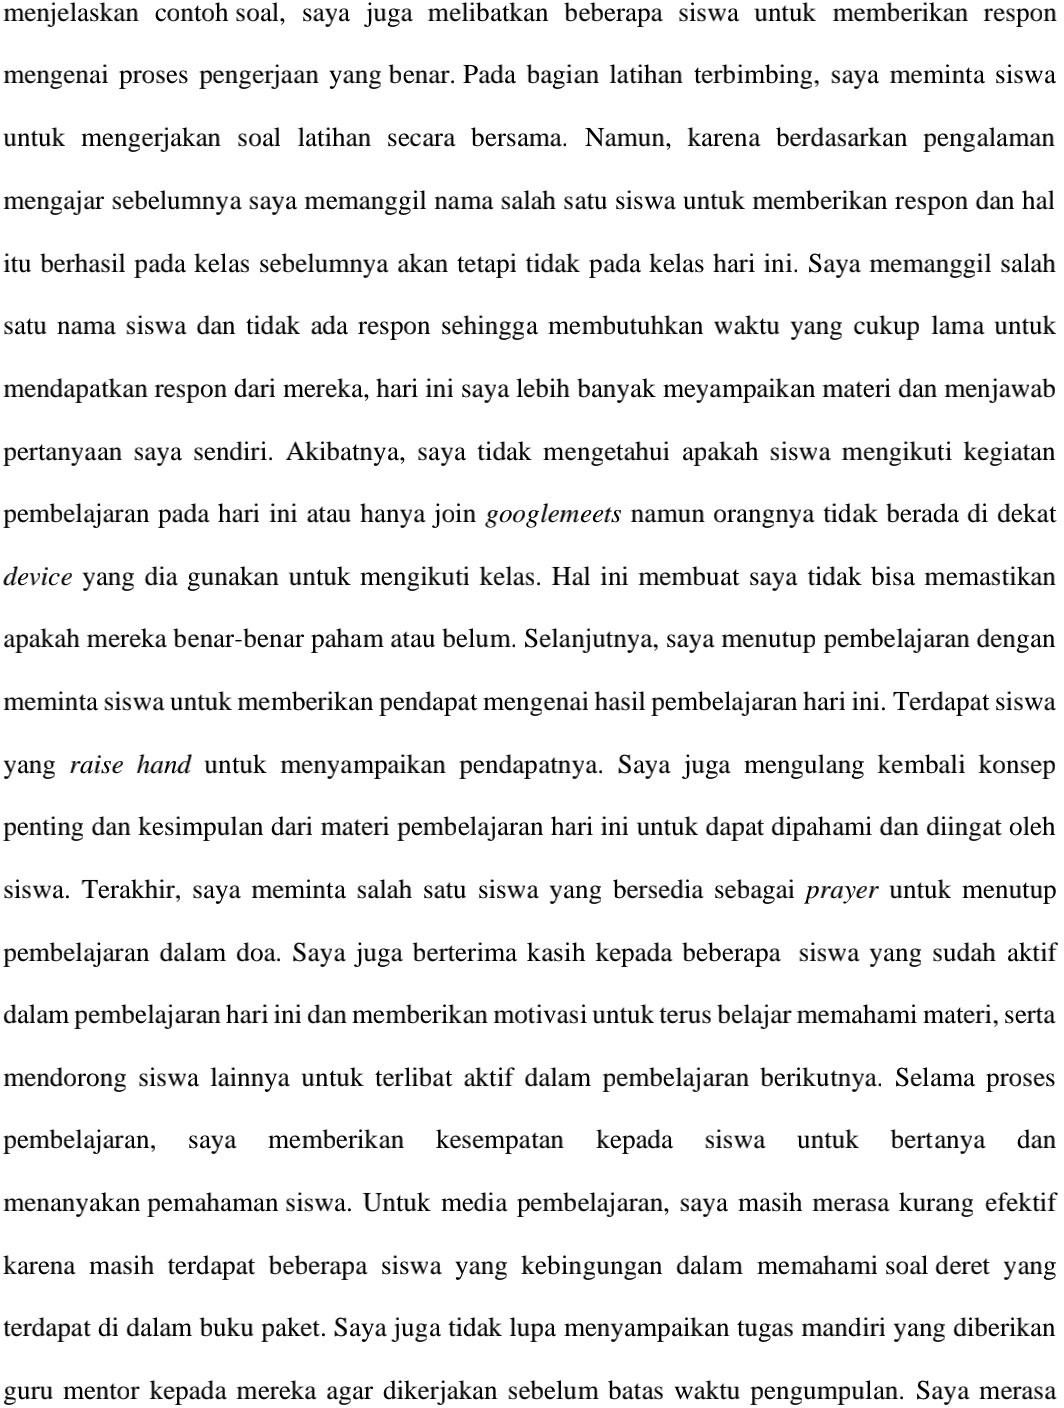 menjelaskan contoh soal, saya juga melibatkan beberapa siswa untuk memberikan respon
mengenai proses pengerjaan yang benar. Pada bagian latihan terbimbing, saya meminta siswa
untuk mengerjakan soal latihan secara bersama. Namun, karena berdasarkan pengalaman
mengajar sebelumnya saya memanggil nama salah satu siswa untuk memberikan respon dan hal
itu berhasil pada kelas sebelumnya akan tetapi tidak pada kelas hari ini. Saya memanggil salah
satu nama siswa dan tidak ada respon sehingga membutuhkan waktu yang cukup lama untuk
mendapatkan respon dari mereka, hari ini saya lebih banyak meyampaikan materi dan menjawab
pertanyaan saya sendiri. Akibatnya, saya tidak mengetahui apakah siswa mengikuti kegiatan
pembelajaran pada hari ini atau hanya join googlemeets namun orangnya tidak berada di dekat
device yang dia gunakan untuk mengikuti kelas. Hal ini membuat saya tidak bisa memastikan
apakah mereka benar-benar paham atau belum. Selanjutnya, saya menutup pembelajaran dengan
meminta siswa untuk memberikan pendapat mengenai hasil pembelajaran hari ini. Terdapat siswa
yang raise hand untuk menyampaikan pendapatnya. Saya juga mengulang kembali konsep
penting dan kesimpulan dari materi pembelajaran hari ini untuk dapat dipahami dan diingat oleh
siswa. Terakhir, saya meminta salah satu siswa yang bersedia sebagai prayer untuk menutup
pembelajaran dalam doa. Saya juga berterima kasih kepada beberapa siswa yang sudah aktif
dalam pembelajaran hari ini dan memberikan motivasi untuk terus belajar memahami materi, serta
mendorong siswa lainnya untuk terlibat aktif dalam pembelajaran berikutnya. Selama proses
pembelajaran, saya memberikan kesempatan kepada siswa untuk bertanya dan
menanyakan pemahaman siswa. Untuk media pembelajaran, saya masih merasa kurang efektif
karena masih terdapat beberapa siswa yang kebingungan dalam memahami soal deret yang
terdapat di dalam buku paket. Saya juga tidak lupa menyampaikan tugas mandiri yang diberikan
guru mentor kepada mereka agar dikerjakan sebelum batas waktu pengumpulan. Saya merasa